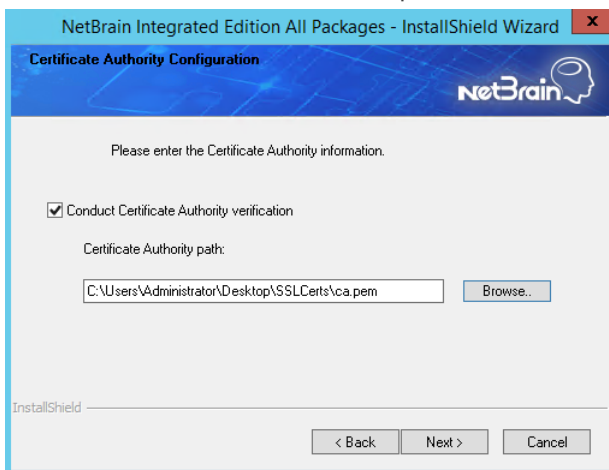 NetBrain Integrated Edition All Packages - InstallShield Wizard x
Certificate Authority Configuration
NetBrain
Please enter the Certificate Authority information.
Conduct Certificate Authority verification
Certificate Authority path:
C:\Users\Administrator\Desktop\SSLCerts\ca.pem Browse..
InstallShield
< Back Next > Cancel